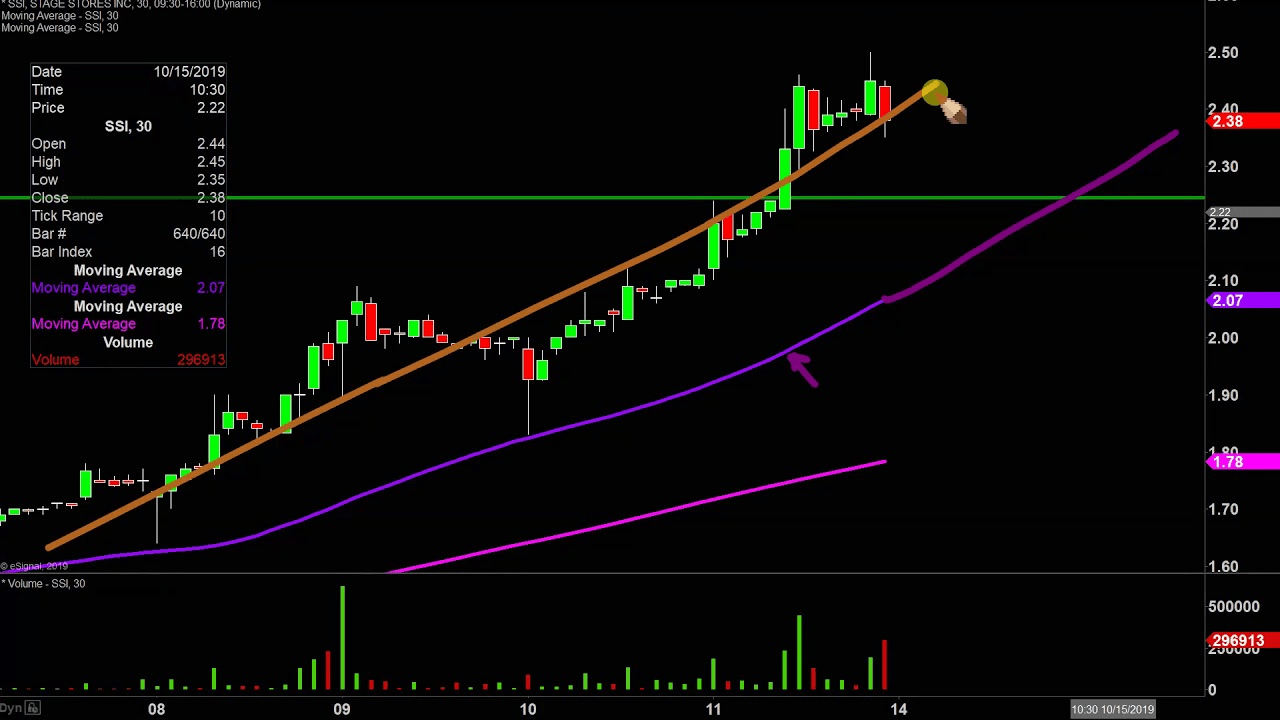 * SSI, STAGE STORES INC, 30, 09:30-16:00 (Dynamic)
Moving Average - SSI, 30
Moving Average - SSI, 30
Date 10/15/2019
Time 10:30
Price 2.22
SSI, 30
Open 2.44
High 2.45
Low 2.35
Close 2.38
Tick Range 10
Bar # 640/640
Bar Index 16
Moving Average
Moving Average 2.07
Moving Average
Moving Average 1.78
Volume
Volume 296913
2.50
2.40
2.38
2.30
2.22
2.20
2.10
2.07
2.00
1.90
1.80
1.78
1.70
1.60
© eSignal, 2019
* Volume - SSI, 30
500000
296913
250000
0
Dyn 08 09 10 11 14 10:30 10/15/2019